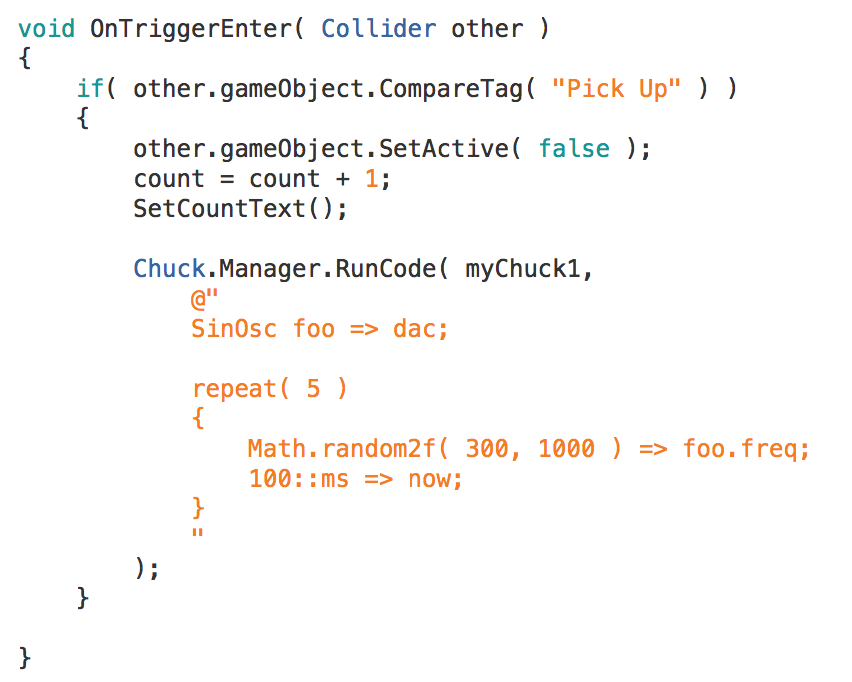 void OnTriggerEnter( Collider other )
{
    if( other.gameObject.CompareTag( "Pick Up" ) )
    {
        other.gameObject.SetActive( false );
        count = count + 1;
        SetCountText();

        Chuck.Manager.RunCode( myChuck1,
            @"
            SinOsc foo => dac;

            repeat( 5 )
            {
                Math.random2f( 300, 1000 ) => foo.freq;
                100::ms => now;
            }
            "
        );
    }

}